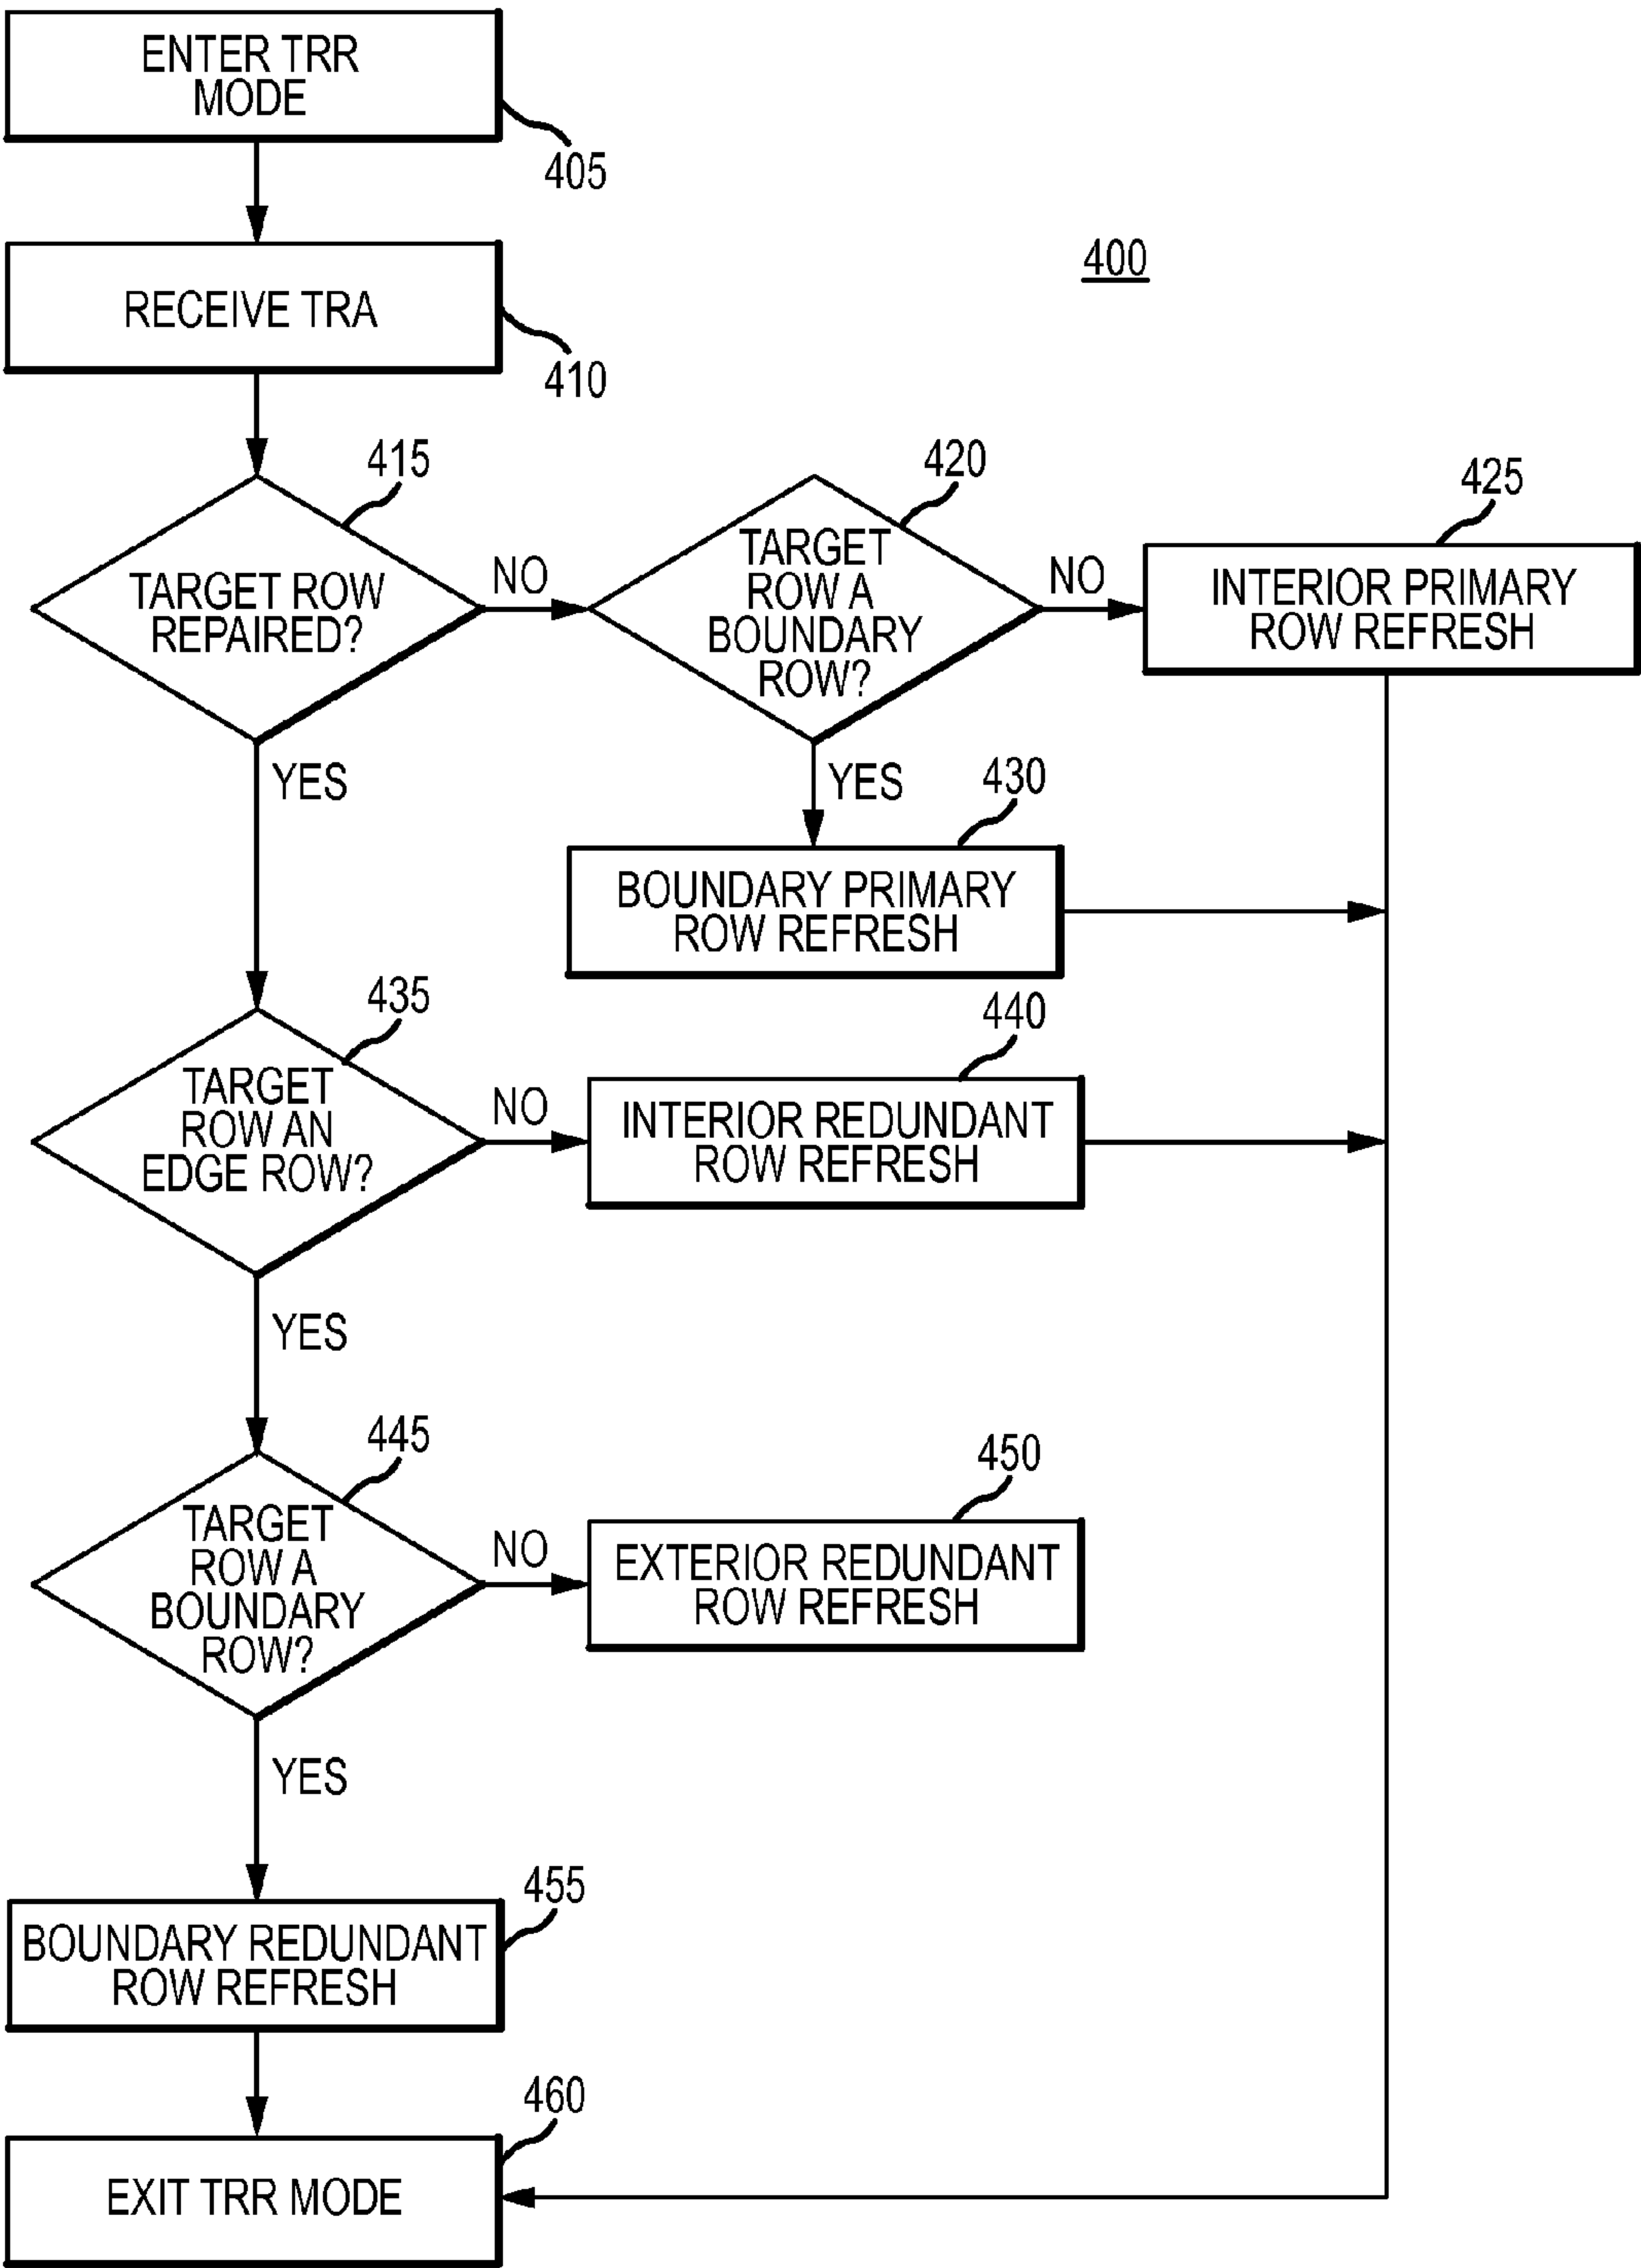 ENTER TRR
MODE
405
RECEIVE TRA
410
400
415
TARGET ROW
REPAIRED?
NO
YES
420
TARGET
ROW A
BOUNDARY
ROW?
NO
YES
425
INTERIOR PRIMARY
ROW REFRESH
430
BOUNDARY PRIMARY
ROW REFRESH
435
TARGET
ROW AN
EDGE ROW?
NO
YES
440
INTERIOR REDUNDANT
ROW REFRESH
445
TARGET
ROW A
BOUNDARY
ROW?
NO
YES
450
EXTERIOR REDUNDANT
ROW REFRESH
455
BOUNDARY REDUNDANT
ROW REFRESH
460
EXIT TRR MODE